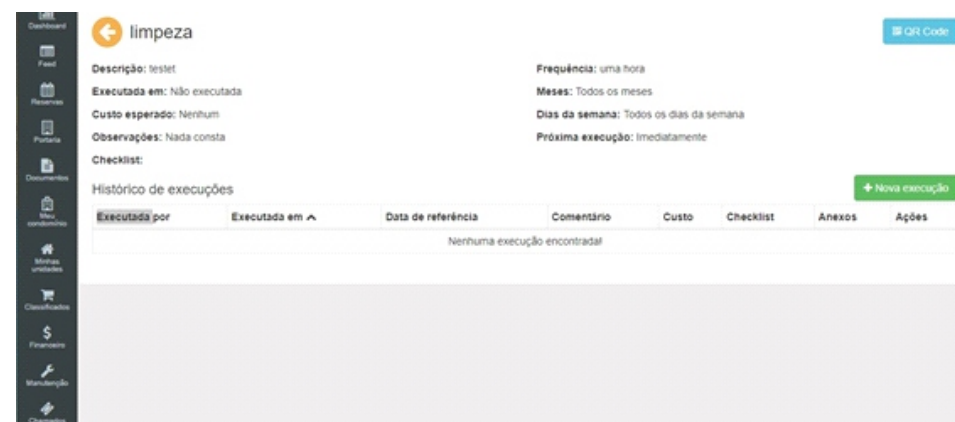 Dashboard
Feed
Reservas
Portaria
Documentos
Meu
condomínio
Minhas
unidades
Classificados
Financeiro
Manutenção
Chamados
limpeza
QR Code
Descrição: testet
Frequência: uma hora
Executada em: Não executada
Meses: Todos os meses
Custo esperado: Nenhum
Dias da semana: Todos os dias da semana
Observações: Nada consta
Próxima execução: Imediatamente
Checklist:
Histórico de execuções
+ Nova execução
Executada por Executada em Data de referência Comentário Custo Checklist Anexos Ações
Nenhuma execução encontrada!